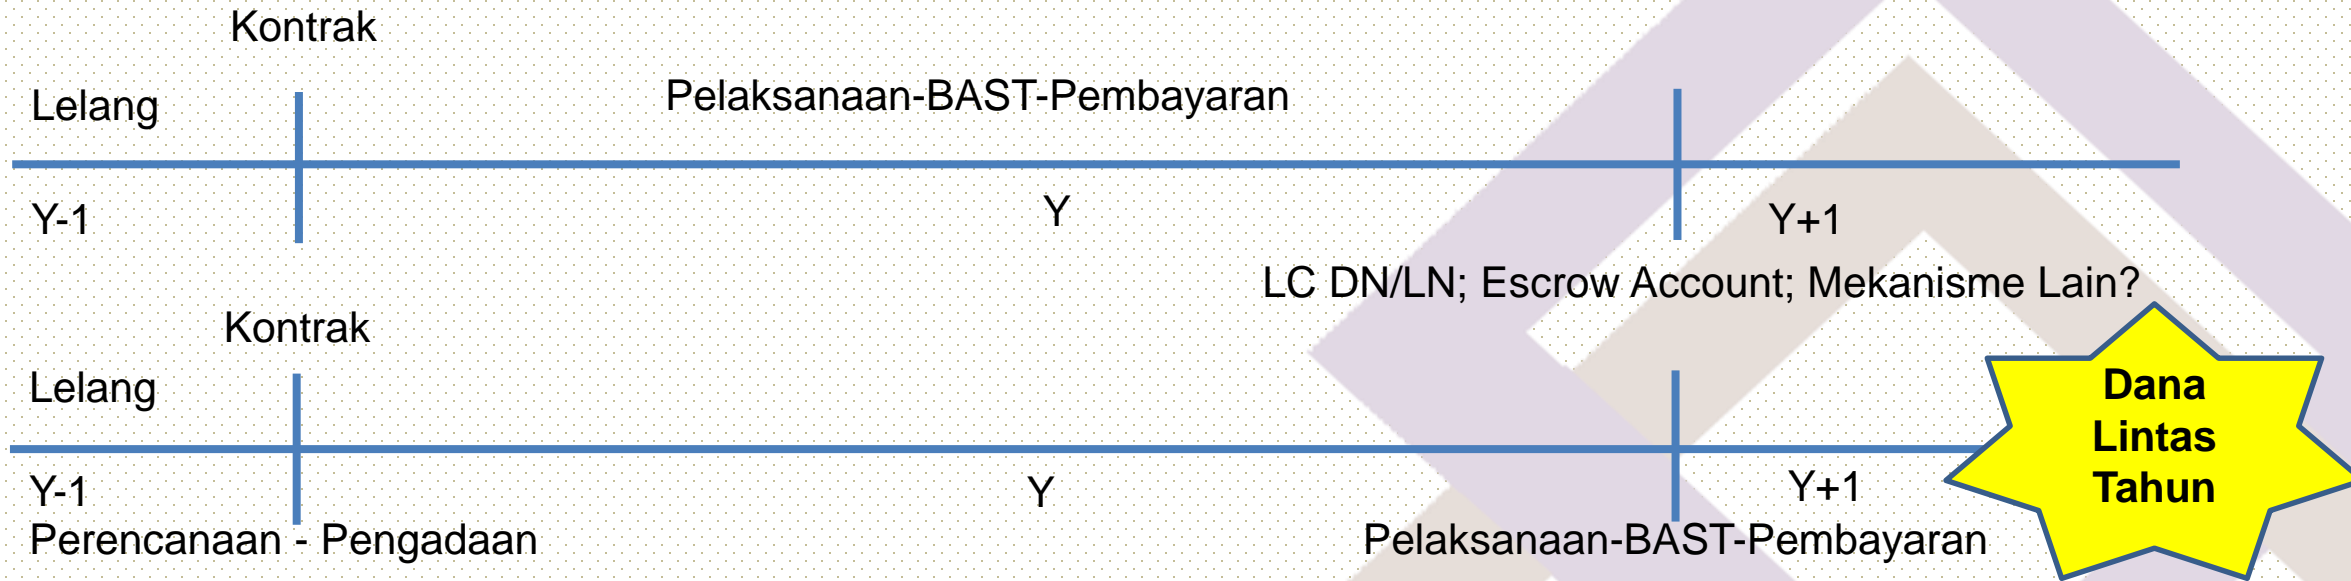 Kontrak
Lelang
Pelaksanaan-BAST-Pembayaran
Y-1
Y
Y+1
LC DN/LN; Escrow Account; Mekanisme Lain?
Kontrak
Lelang
Dana
Lintas
Tahun
Y-1
Y
Y+1
Perencanaan - Pengadaan
Pelaksanaan-BAST-Pembayaran